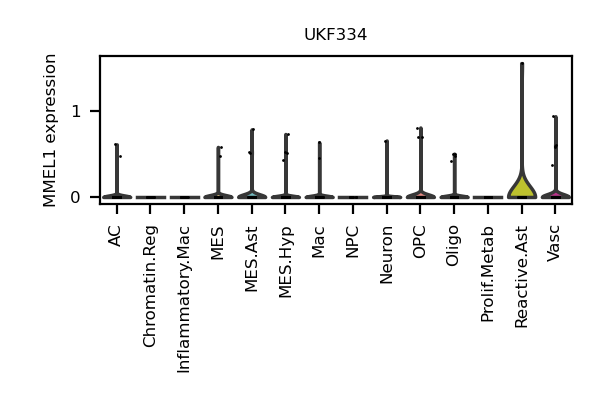 UKF334
MMEL1 expression
1
0
AC
Chromatin.Reg
Inflammatory.Mac
MES
MES.Ast
MES.Hyp
Mac
NPC
Neuron
OPC
Oligo
Prolif.Metab
Reactive.Ast
Vasc